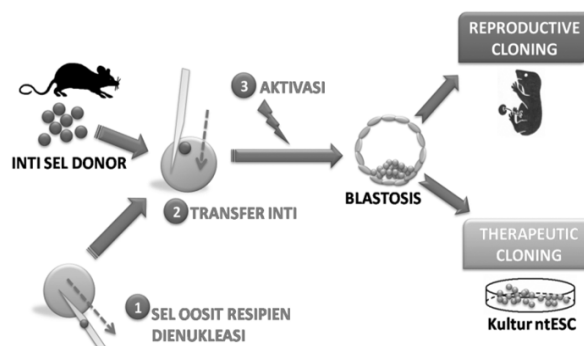 REPRODUCTIVE
CLONING
3 AKTIVASI
INTI SEL DONOR
BLASTOSIS
2 TRANSFER INTI
THERAPEUTIC
CLONING
1 SEL OOSIT RESIPIEN
DIENUKLEASI
Kultur ntESC